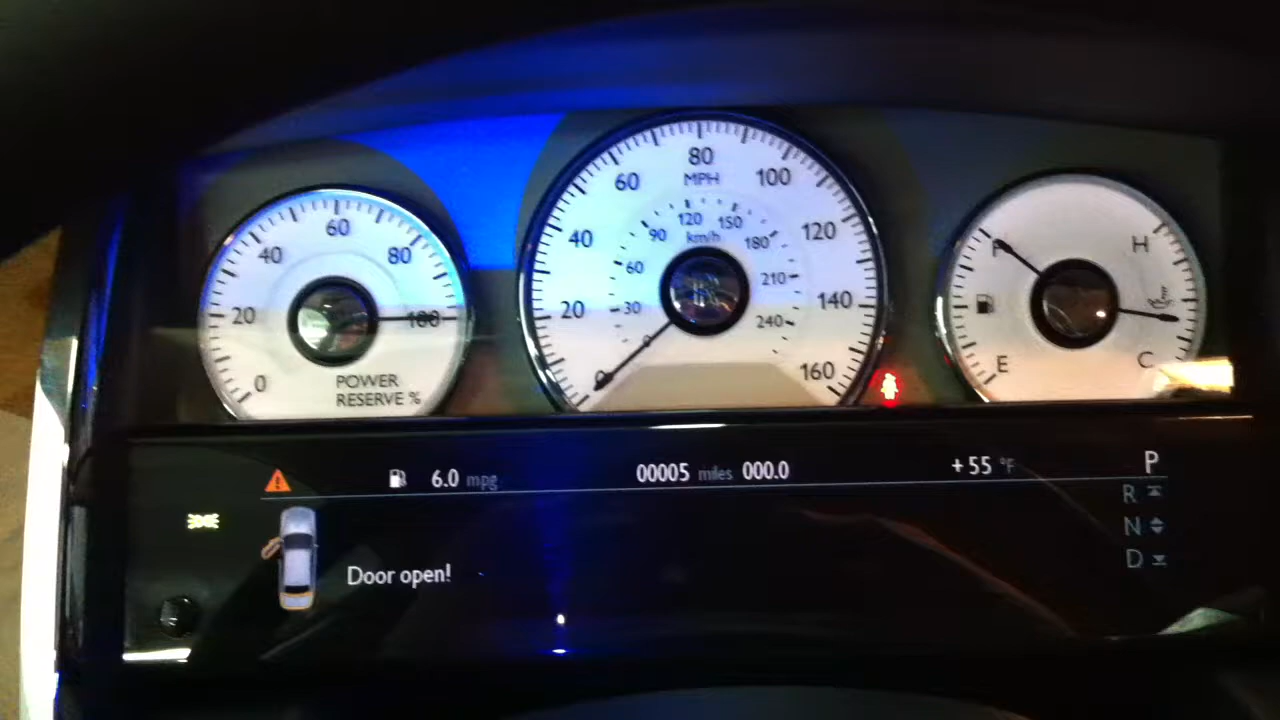 0 20 40 60 80 100
POWER
RESERVE %
0 20 40 60 80 100 120 140 160
MPH
30 60 90 120 150 180 210 240
km/h
F
E
H
C
6.0 mpg
00005 miles 000.0
+55 °F
P
R
N
D
Door open!